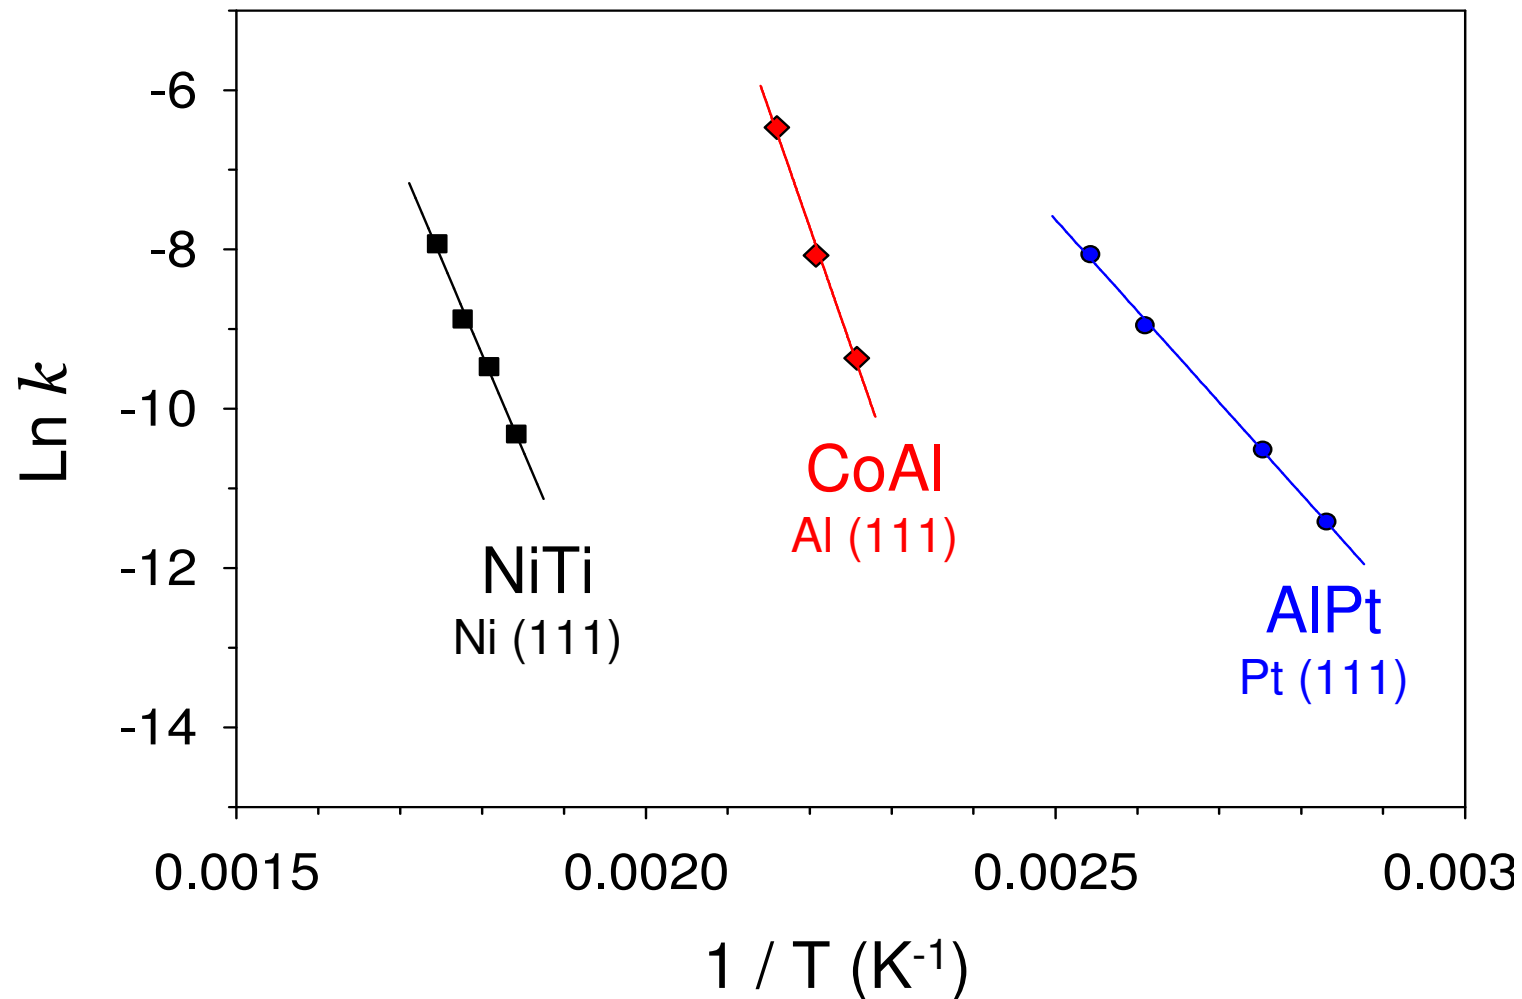 -6
-8
-10
-12
-14
Ln k
NiTi
Ni (111)
CoAl
Al (111)
AlPt
Pt (111)
0.0015 0.0020 0.0025 0.003
1 / T (K-1)